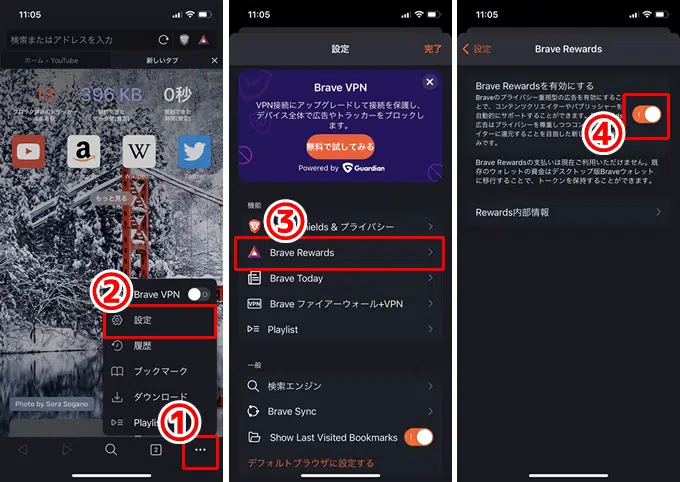 11:05
検索またはアドレスを入力
ホーム - YouTube
新しいタブ
396 KB
0秒
もっと見る
②
Brave VPN
設定
履歴
ブックマーク
ダウンロード
①
Photo by Sora Sogano
2
11:05
設定
完了
Brave VPN
VPN接続にアップグレードして接続を保護し、
デバイス全体で広告やトラッカーをブロックし
ます。
無料で試してみる
Powered by Guardian
機能
③
ields & プライバシー
Brave Rewards
Brave Today
VPN
Brave ファイアーウォール+VPN
Playlist
一般
検索エンジン
Brave Sync
Show Last Visited Bookmarks
デフォルトブラウザに設定する
11:05
設定
Brave Rewards
Brave Rewardsを有効にする
Braveのプライバシー重視型の広告を有効にするこ
とで、コンテンツクリエイターやパブリッシャーを
自動的にサポートすることができます。
広告はプライバシーを尊重しつつコン
イターに還元することを目指した新し
みです。
④
Brave Rewardsの支払いは現在ご利用いただけません。既
存のウォレットの資金はデスクトップ版Braveウォレット
に移行することで、トークンを保持することができます。
Rewards内部情報